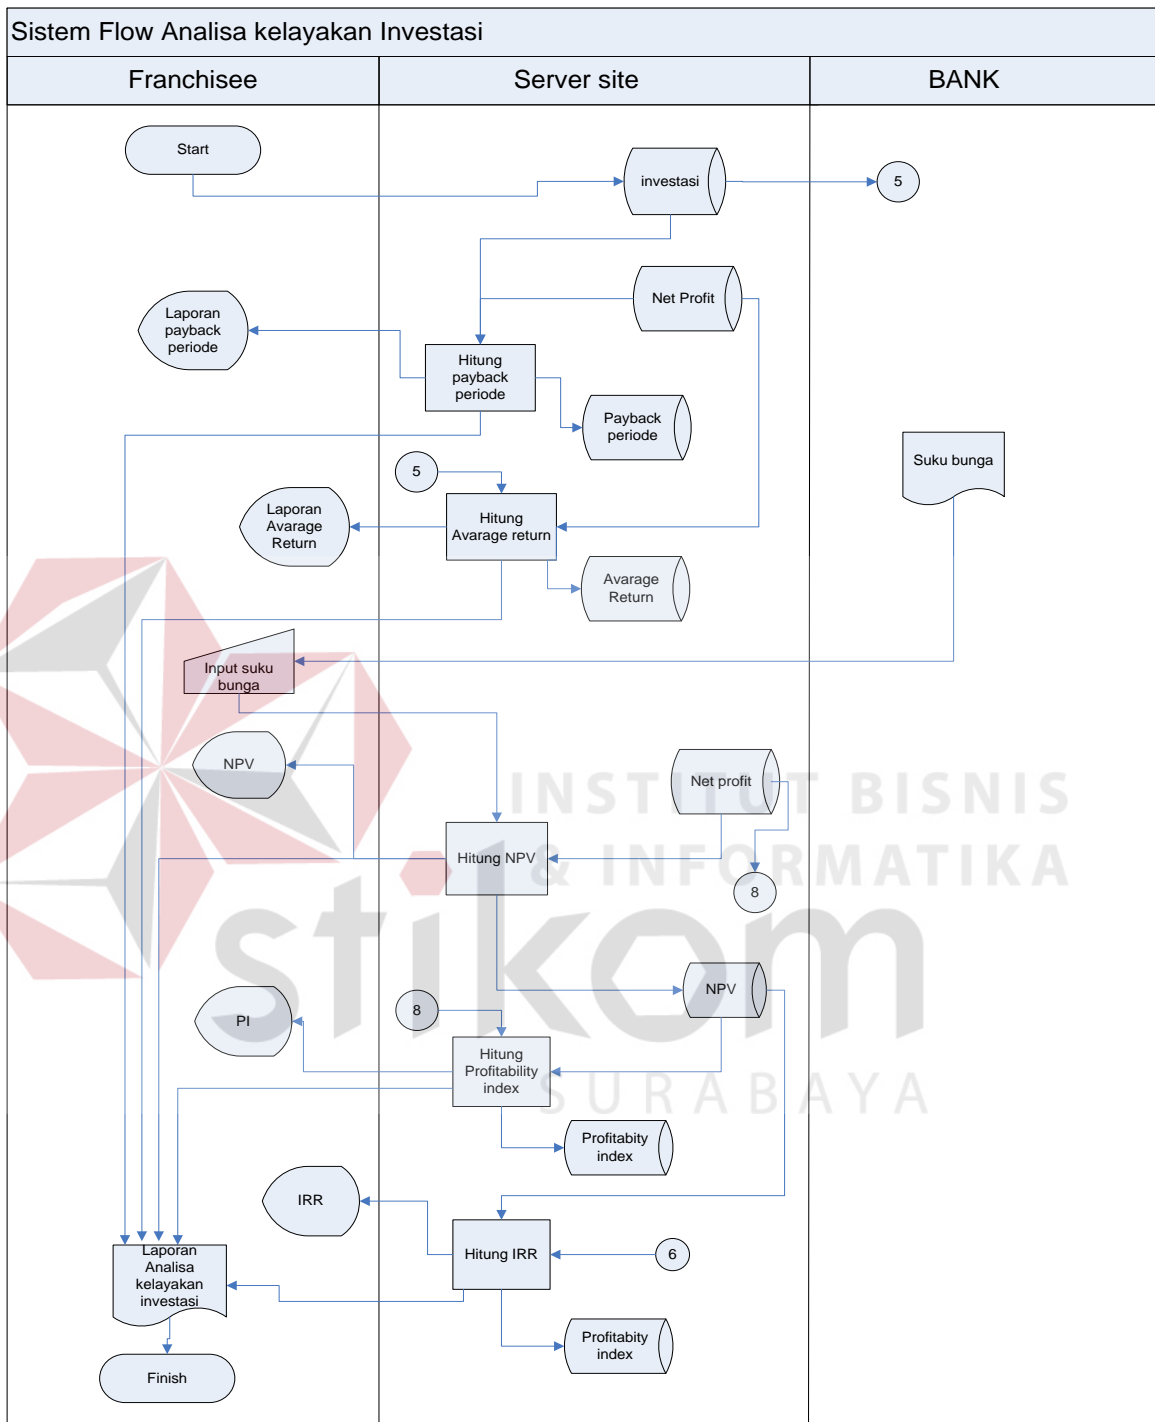 Sistem Flow Analisa kelayakan Investasi
Franchisee
Server site
BANK
Start
investasi
5
Net Profit
Laporan
payback
periode
Hitung
payback
periode
Payback
periode
Suku bunga
5
Laporan
Avarage
Return
Hitung
Avarage return
Avarage
Return
Input suku
bunga
NPV
Net profit
INSTITUT BISNIS
Hitung NPV
& INFORMATIKA
8
stikom
NPV
8
PI
Hitung
Profitability
index
SURABAYA
Profitabity
index
IRR
Hitung IRR
6
Laporan
Analisa
kelayakan
investasi
Profitabity
index
Finish